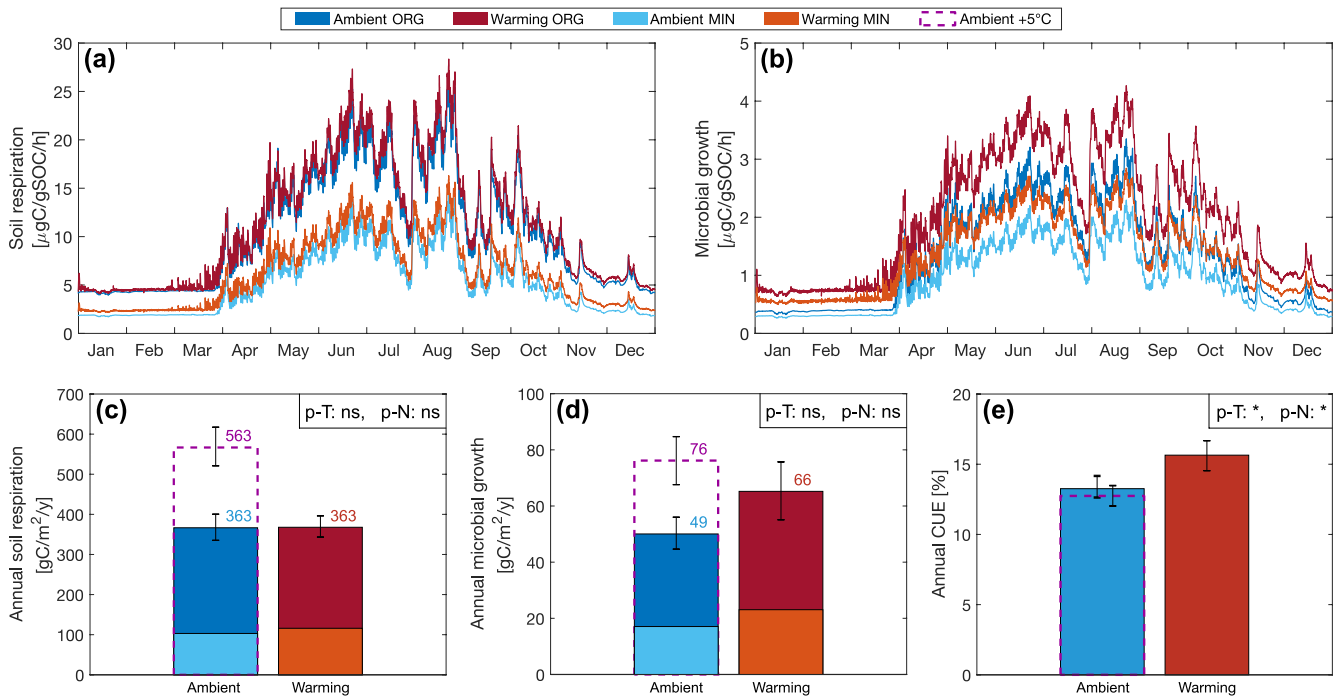 Ambient ORG Warming ORG Ambient MIN Warming MIN Ambient +5°C
(a)
Soil respiration
[μgC/gSOC/h]
30
25
20
15
10
5
0
Jan Feb Mar Apr May Jun Jul Aug Sep Oct Nov Dec
(b)
Microbial growth
[μgC/gSOC/h]
5
4
3
2
1
0
Jan Feb Mar Apr May Jun Jul Aug Sep Oct Nov Dec
(c)
p-T: ns, p-N: ns
Annual soil respiration
[gC/m²/y]
700
600
500
400
300
200
100
0
563
363
363
Ambient Warming
(d)
p-T: ns, p-N: ns
Annual microbial growth
[gC/m²/y]
100
80
60
40
20
0
76
49
66
Ambient Warming
(e)
p-T: *, p-N: *
Annual CUE [%]
20
15
10
5
0
Ambient Warming